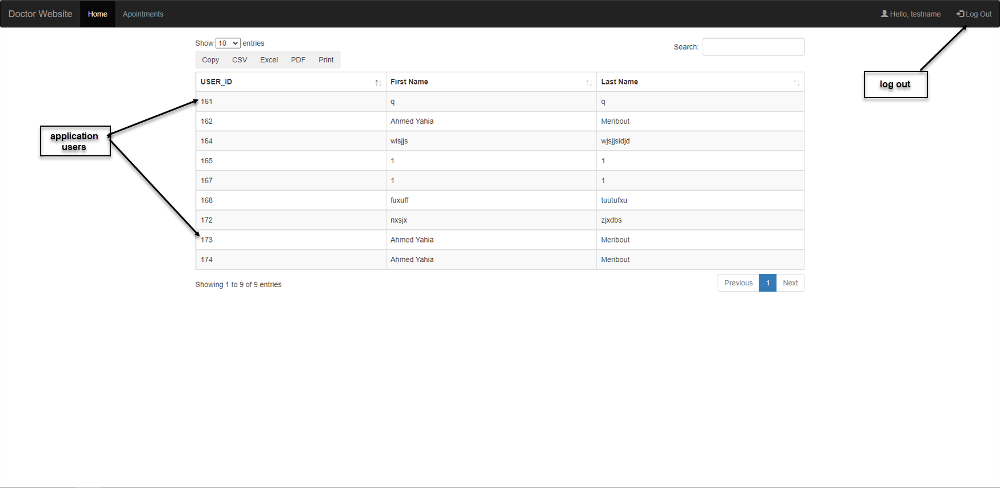 Doctor Website Home Apointments Hello, testname Log Out
Show 10 entries
Search:
Copy CSV Excel PDF Print
USER_ID First Name Last Name
161 q q
162 Ahmed Yahia Meribout
164 wisjjs wjsjjsidjd
165 1 1
167 1 1
168 fuxuff tuutufxu
172 nxsjx zjxdbs
173 Ahmed Yahia Meribout
174 Ahmed Yahia Meribout
Showing 1 to 9 of 9 entries
Previous 1 Next
application
users
log out